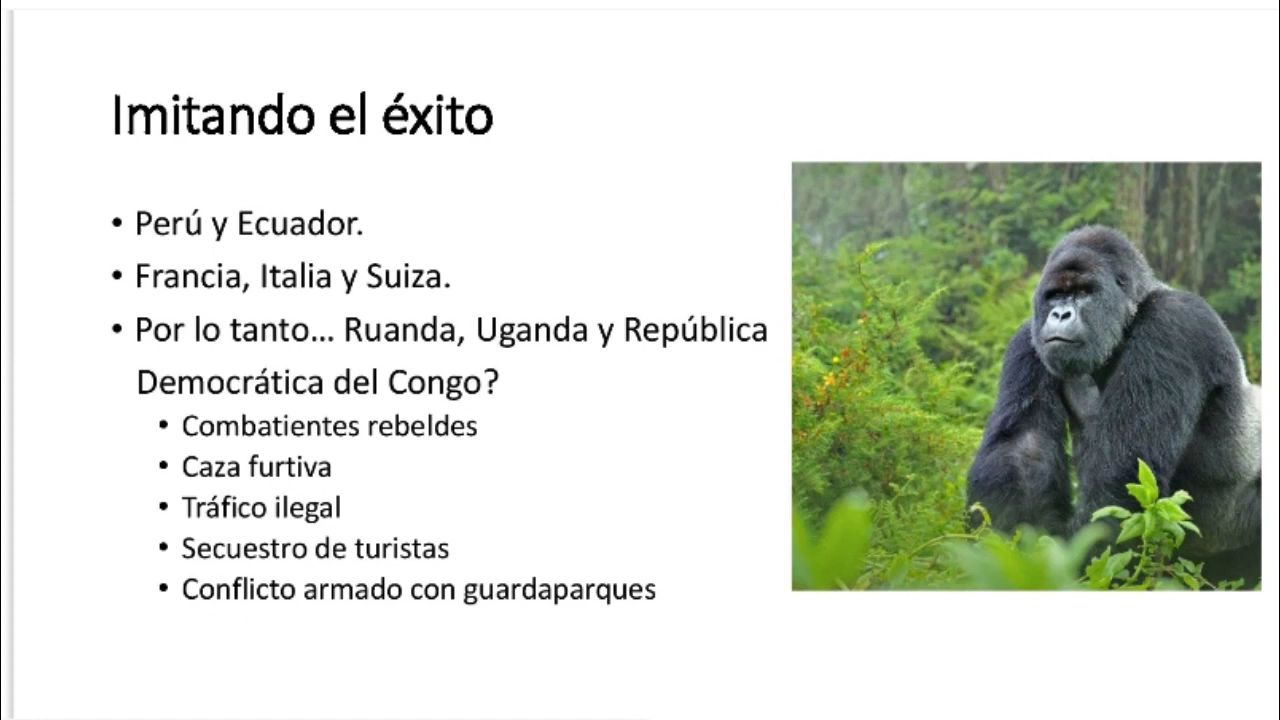 Imitando el éxito
• Perú y Ecuador.
• Francia, Italia y Suiza.
• Por lo tanto... Ruanda, Uganda y República
Democrática del Congo?
• Combatientes rebeldes
• Caza furtiva
• Tráfico ilegal
• Secuestro de turistas
• Conflicto armado con guardaparques